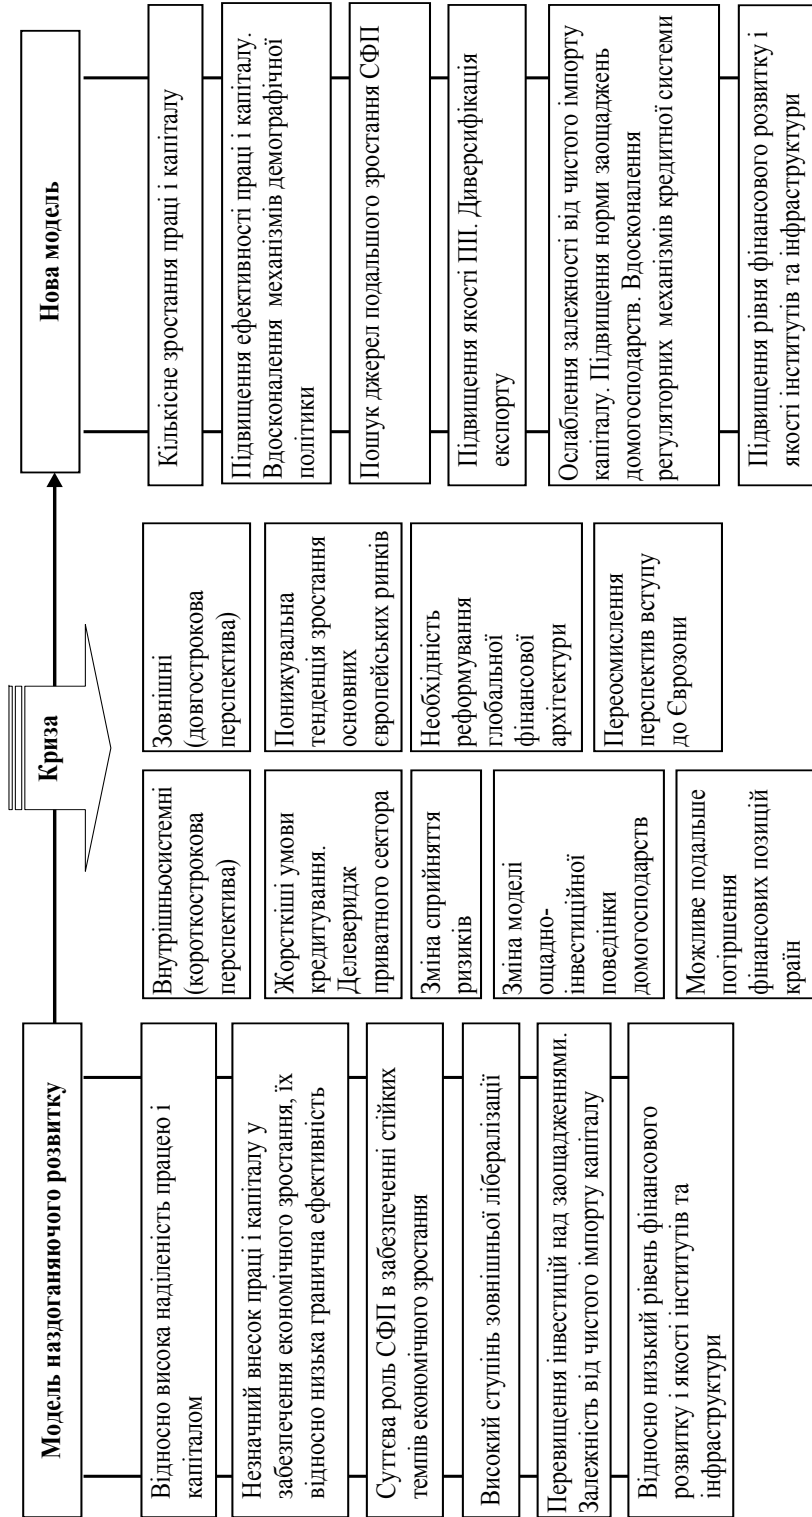 Модель наздоганяючого розвитку
Криза
Нова модель
Відносно висока наділеність працею і
капіталом
Незначний внесок праці і капіталу у
забезпечення економічного зростання, їх
відносно низька гранична ефективність
Суттєва роль СФП в забезпеченні стійких
темпів економічного зростання
Високий ступінь зовнішньої лібералізації
Перевищення інвестицій над заощадженнями.
Залежність від чистого імпорту капіталу
Відносно низький рівень фінансового
розвитку і якості інститутів та
інфраструктури
Внутрішньосистемні
(короткострокова
перспектива)
Жорсткіші умови
кредитування.
Делеверидж
приватного сектора
Зміна сприйняття
ризиків
Зміна моделі
ощадно-
інвестиційної
поведінки
домогосподарств
Можливе подальше
погіршення
фінансових позицій
країн
Зовнішні
(довгострокова
перспектива)
Понижувальна
тенденція зростання
основних
європейських ринків
Необхідність
реформування
глобальної
фінансової
архітектури
Переосмислення
перспектив вступу
до Єврозони
Кількісне зростання праці і капіталу
Підвищення ефективності праці і капіталу.
Вдосконалення механізмів демографічної
політики
Пошук джерел подальшого зростання СФП
Підвищення якості ПІІ. Диверсифікація
експорту
Ослаблення залежності від чистого імпорту
капіталу. Підвищення норми заощаджень
домогосподарств. Вдосконалення
регуляторних механізмів кредитної системи
Підвищення рівня фінансового розвитку і
якості інститутів та інфраструктури